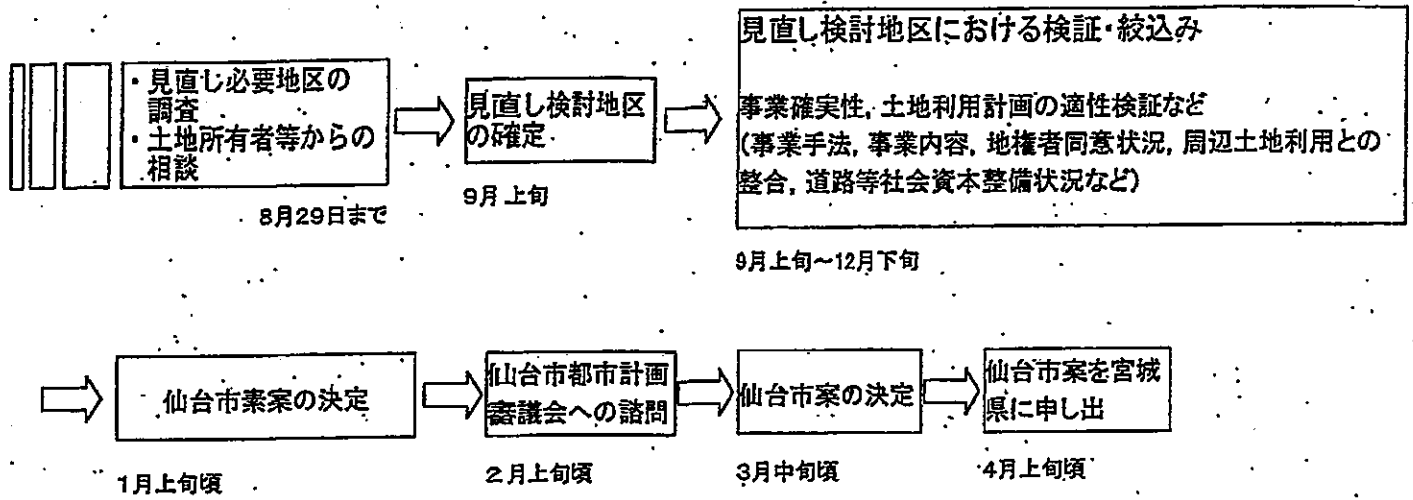 ・見直し必要地区の
調査
・土地所有者等からの
相談
8月29日まで
見直し検討地区
の確定
9月上旬
見直し検討地区における検証・絞込み
事業確実性,土地利用計画の適性検証など
(事業手法,事業内容,地権者同意状況,周辺土地利用との
整合,道路等社会資本整備状況など)
9月上旬~12月下旬
仙台市素案の決定
1月上旬頃
仙台市都市計画
審議会への諮問
2月上旬頃
仙台市案の決定
3月中旬頃
仙台市案を宮城
県に申し出
4月上旬頃